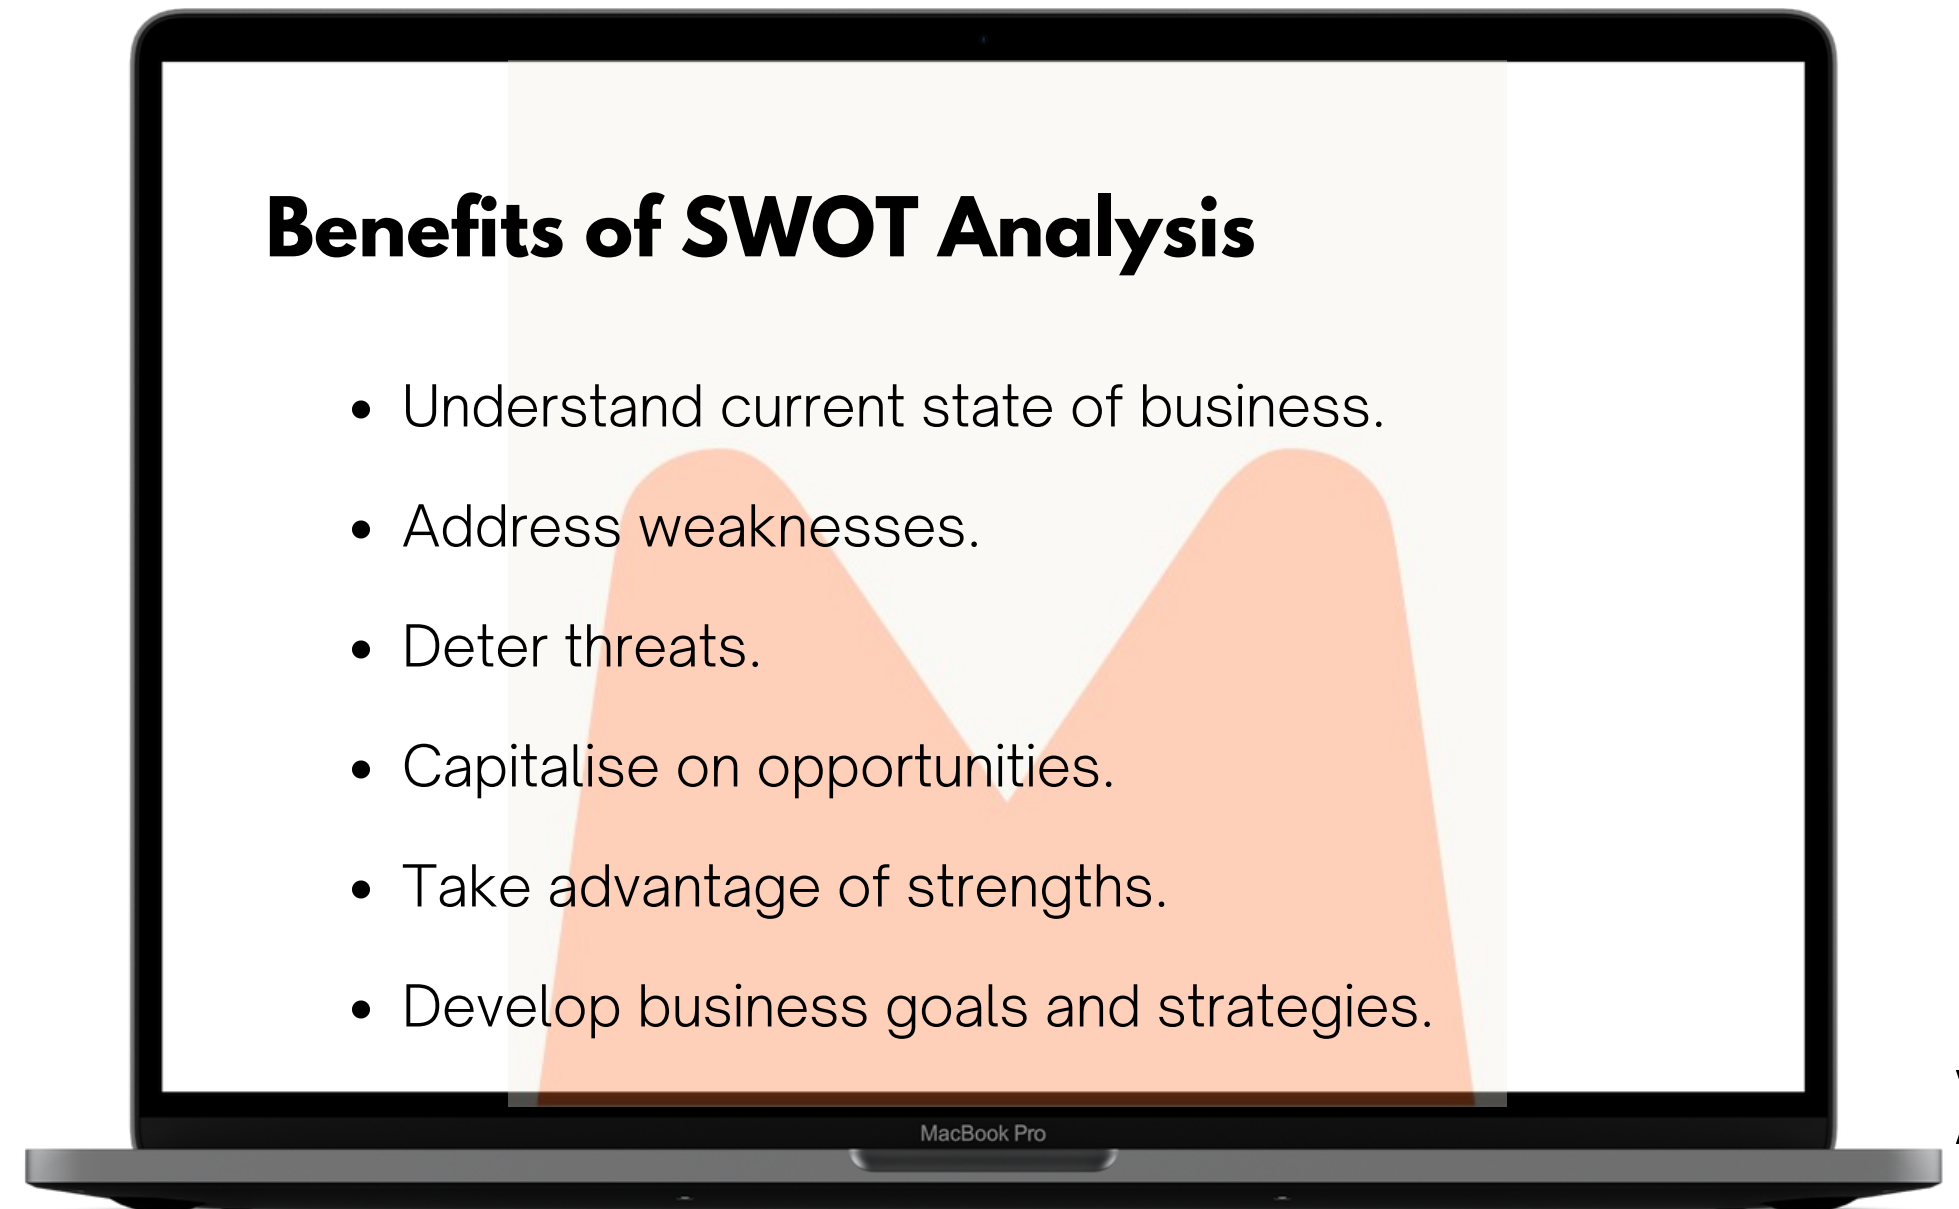 Benefits of SWOT Analysis
• Understand current state of business.
• Address weaknesses.
• Deter threats.
• Capitalise on opportunities.
• Take advantage of strengths.
• Develop business goals and strategies.
MacBook Pro